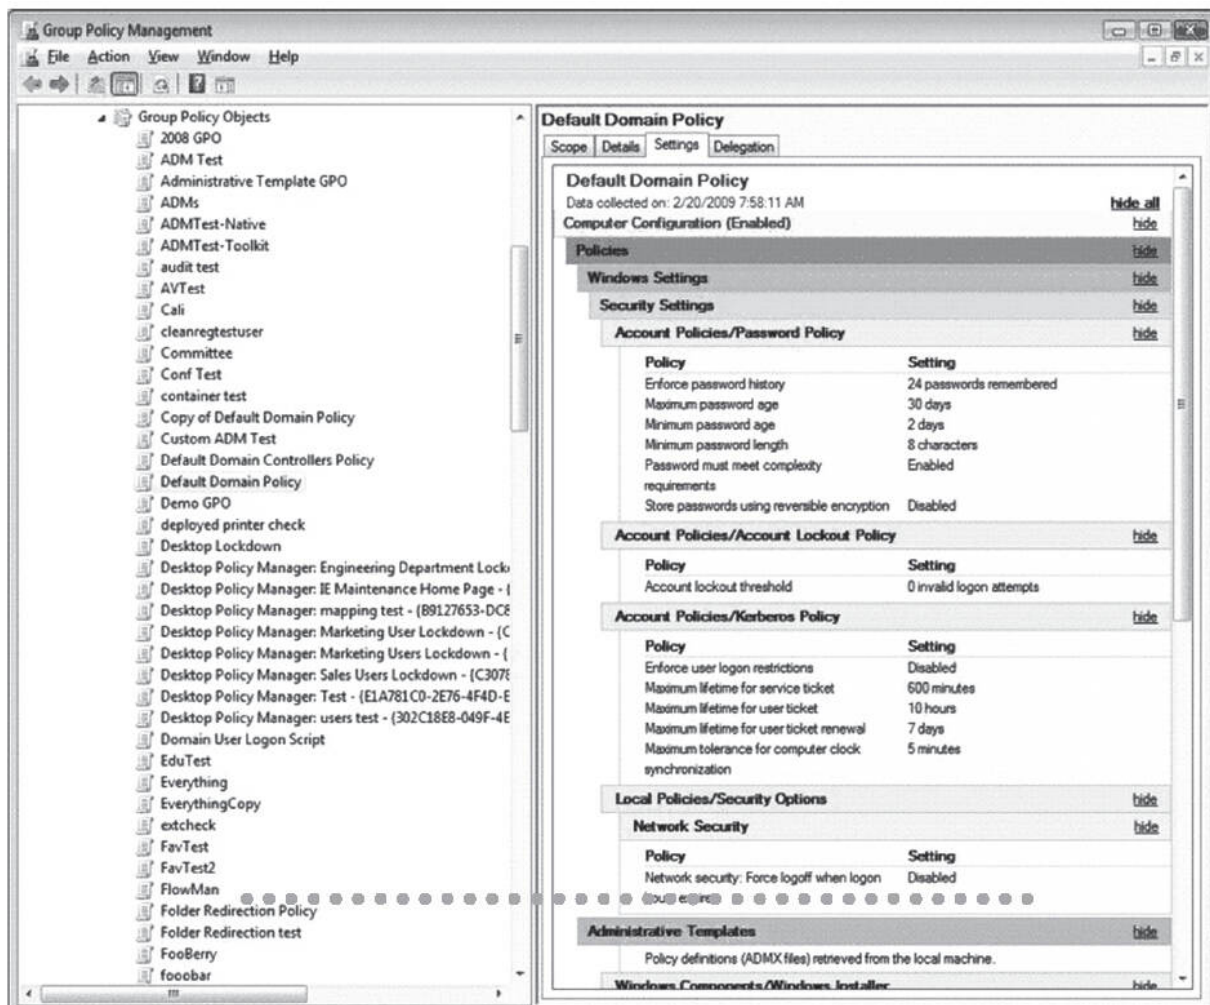 Group Policy Management
File Action View Window Help
Group Policy Objects
2008 GPO
ADM Test
Administrative Template GPO
ADMs
ADMTest-Native
ADMTest-Toolkit
audit test
AVTest
Cali
cleanregtestuser
Committee
Conf Test
container test
Copy of Default Domain Policy
Custom ADM Test
Default Domain Controllers Policy
Default Domain Policy
Demo GPO
deployed printer check
Desktop Lockdown
Desktop Policy Manager: Engineering Department Lock
Desktop Policy Manager: IE Maintenance Home Page - {
Desktop Policy Manager: mapping test - {B9127653-DC8
Desktop Policy Manager: Marketing User Lockdown - {C
Desktop Policy Manager: Marketing Users Lockdown - {
Desktop Policy Manager: Sales Users Lockdown - {C3078
Desktop Policy Manager: Test - {E1A781C0-2E76-4F4D-E
Desktop Policy Manager: users test - {302C18E8-049F-4E
Domain User Logon Script
EduTest
Everything
EverythingCopy
extcheck
FavTest
FavTest2
FlowMan
Folder Redirection Policy
Folder Redirection test
FooBerry
fooobar
Default Domain Policy
Scope Details Settings Delegation
Default Domain Policy
Data collected on: 2/20/2009 7:58:11 AM hide all
Computer Configuration (Enabled) hide
Policies hide
Windows Settings hide
Security Settings hide
Account Policies/Password Policy hide
Policy Setting
Enforce password history 24 passwords remembered
Maximum password age 30 days
Minimum password age 2 days
Minimum password length 8 characters
Password must meet complexity Enabled
requirements
Store passwords using reversible encryption Disabled
Account Policies/Account Lockout Policy hide
Policy Setting
Account lockout threshold 0 invalid logon attempts
Account Policies/Kerberos Policy hide
Policy Setting
Enforce user logon restrictions Disabled
Maximum lifetime for service ticket 600 minutes
Maximum lifetime for user ticket 10 hours
Maximum lifetime for user ticket renewal 7 days
Maximum tolerance for computer clock 5 minutes
synchronization
Local Policies/Security Options hide
Network Security hide
Policy Setting
Network security: Force logoff when logon Disabled
Administrative Templates hide
Policy definitions (ADMX files) retrieved from the local machine.
Windows Components/Windows Installer hide